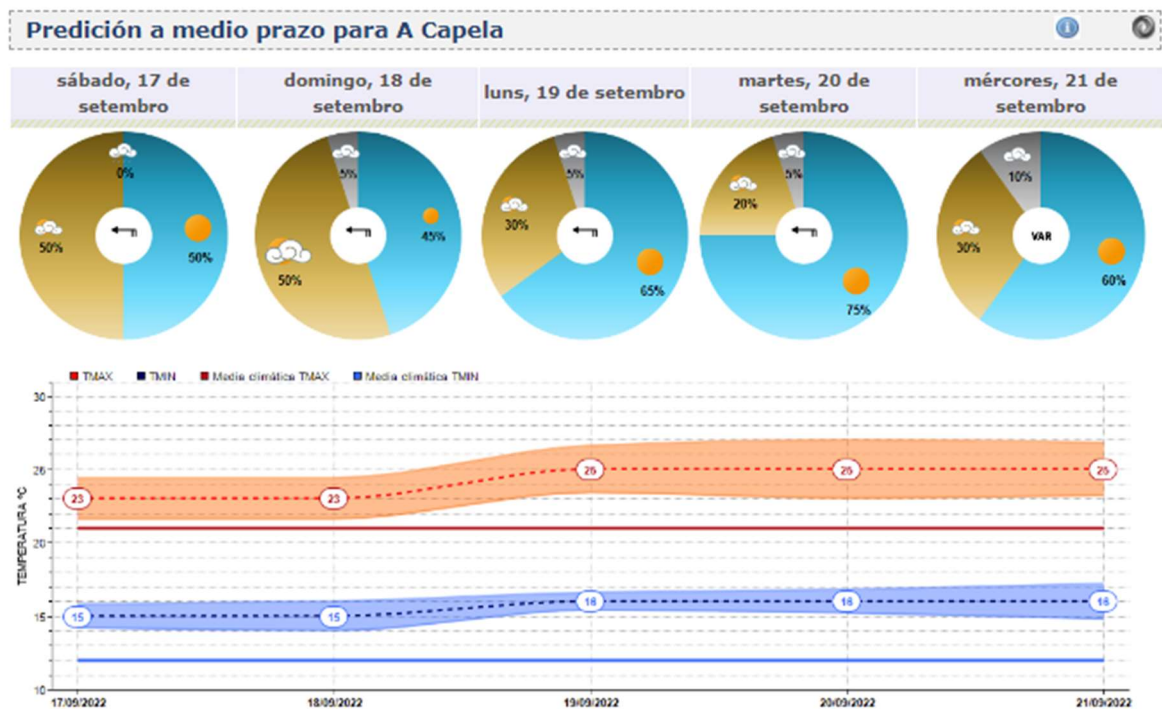 Predición a medio prazo para A Capela
sábado, 17 de
setembro
domingo, 18 de
setembro
luns, 19 de setembro
martes, 20 de
setembro
mércores, 21 de
setembro
0%
50%
50%
5%
50%
45%
5%
30%
65%
5%
20%
75%
10%
30%
VAR
60%
TMAX TMIN Media climática TMAX Media climática TMIN
TEMPERATURA ºC
30
25
20
15
10
23 23 25 25 25
15 15 16 16 16
17/09/2022 18/09/2022 19/09/2022 20/09/2022 21/09/2022